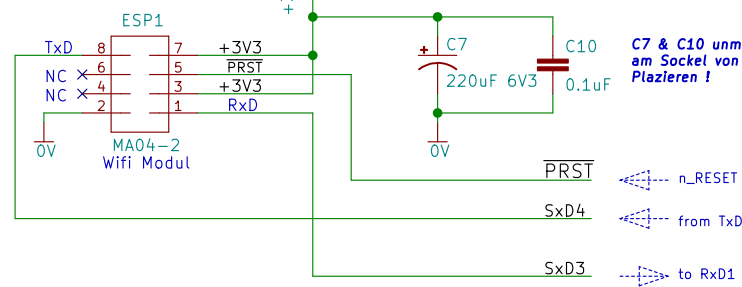 +
ESP1
TxD 8 7 +3V3
NC 6 5 PRST
NC 4 3 +3V3
2 1 RxD
0V
MA04-2
Wifi Modul
C7
220uF 6V3
C10
0.1uF
0V
C7 & C10 unm
am Sockel von
Plazieren !
PRST n_RESET
SxD4 from TxD
SxD3 to RxD1